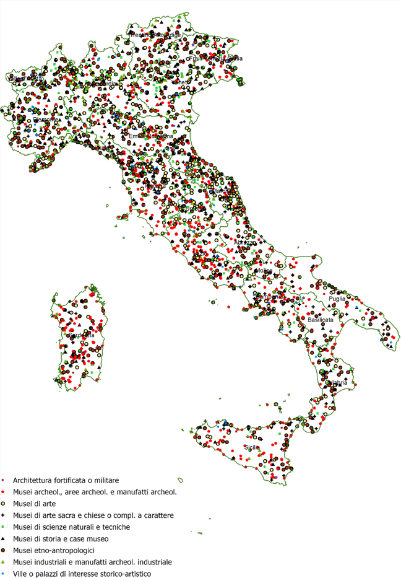 Puglia
Basilicata
Architettura fortificata o militare
Musei archeol., aree archeol. e manufatti archeol.
Musei di arte
Musei di arte sacra e chiese o compl. a carattere
Musei di scienze naturali e tecniche
Musei di storia e case museo
Musei etno-antropologici
Musei industriali e manufatti archeol. industriale
Ville o palazzi di interesse storico-artistico